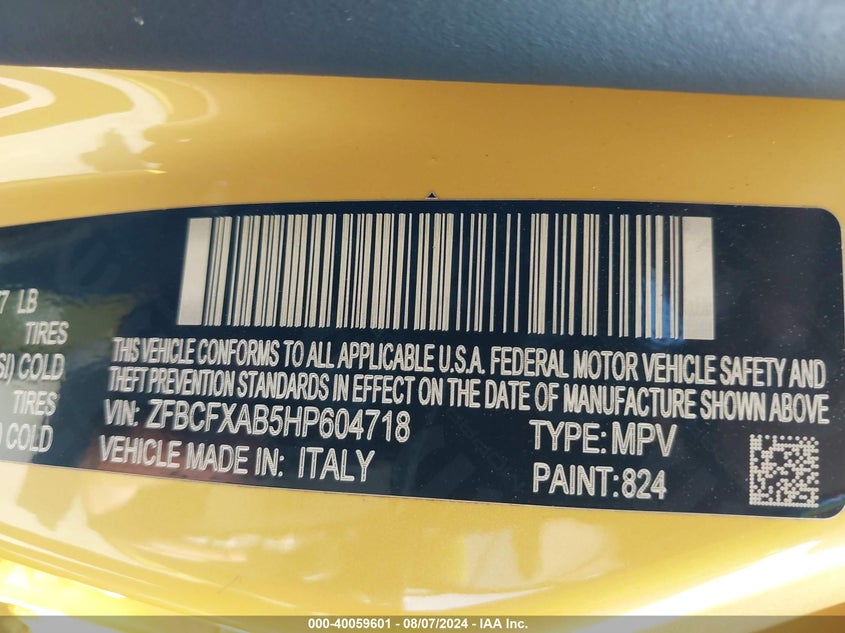 7 LB
TIRES
SI) COLD
TIRES
) COLD
THIS VEHICLE CONFORMS TO ALL APPLICABLE U.S.A. FEDERAL MOTOR VEHICLE SAFETY AND
THEFT PREVENTION STANDARDS IN EFFECT ON THE DATE OF MANUFACTURE SHOWN ABOVE
VIN: ZFBCFXAB5HP604718 TYPE: MPV
VEHICLE MADE IN: ITALY PAINT: 824
000-40059601 - 08/07/2024 - IAA Inc.